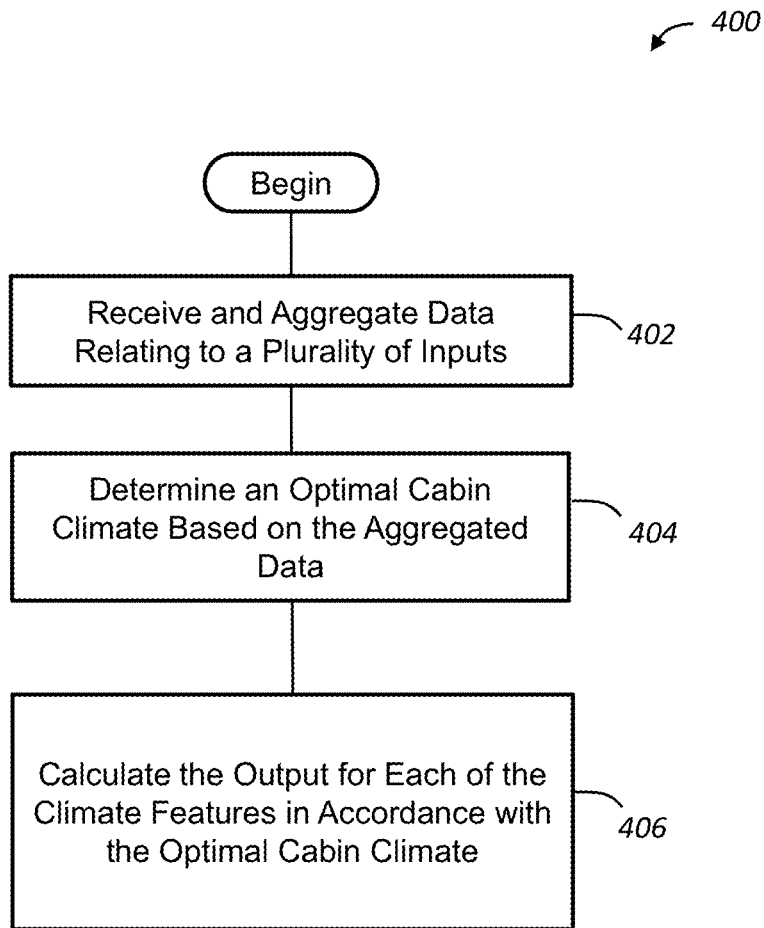 400
Begin
Receive and Aggregate Data
Relating to a Plurality of Inputs
402
Determine an Optimal Cabin
Climate Based on the Aggregated
Data
404
Calculate the Output for Each of the
Climate Features in Accordance with
the Optimal Cabin Climate
406